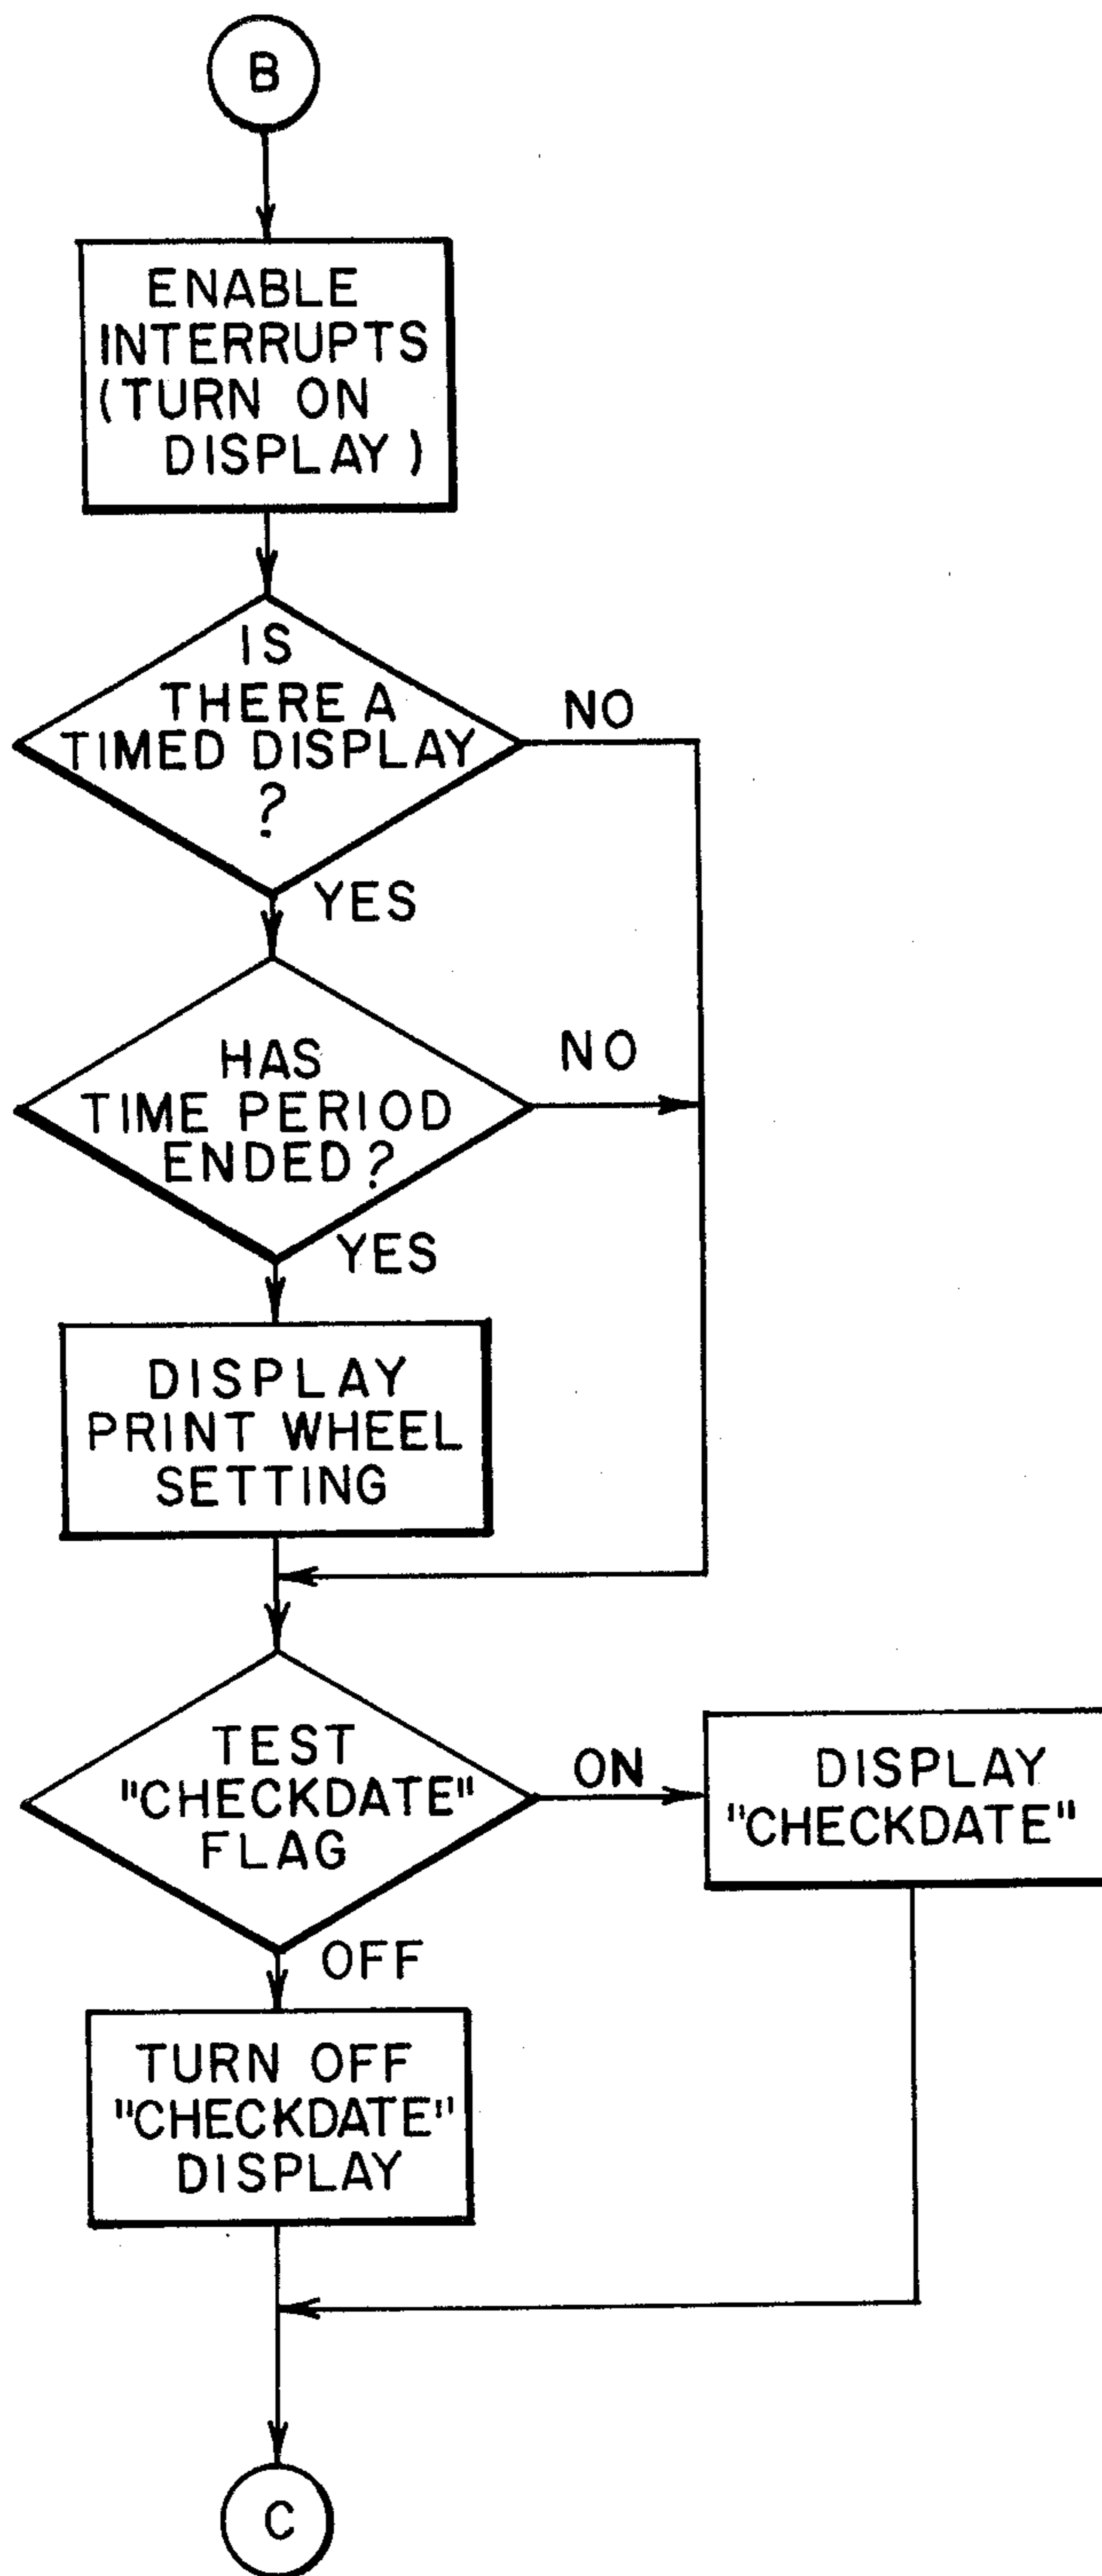 B
ENABLE
INTERRUPTS
(TURN ON
DISPLAY)
IS
THERE A
TIMED DISPLAY
?
NO
YES
HAS
TIME PERIOD
ENDED?
NO
YES
DISPLAY
PRINT WHEEL
SETTING
TEST
"CHECKDATE"
FLAG
ON
DISPLAY
"CHECKDATE"
OFF
TURN OFF
"CHECKDATE"
DISPLAY
C